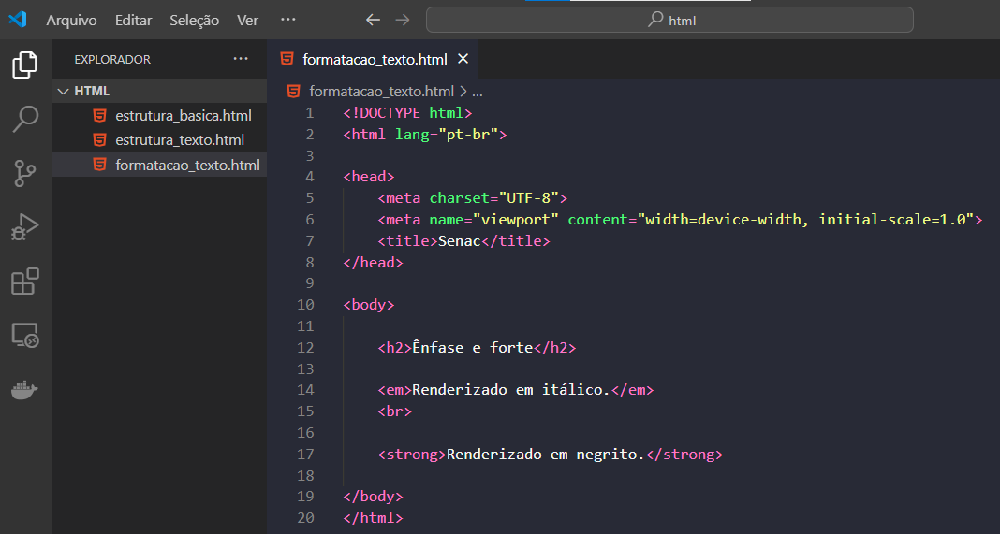 Arquivo Editar Seleção Ver ··· html
EXPLORADOR ···
HTML
estrutura_basica.html
estrutura_texto.html
formatacao_texto.html
formatacao_texto.html
formatacao_texto.html > ...
1 <!DOCTYPE html>
2 <html lang="pt-br">
3
4 <head>
5     <meta charset="UTF-8">
6     <meta name="viewport" content="width=device-width, initial-scale=1.0">
7     <title>Senac</title>
8 </head>
9
10 <body>
11
12     <h2>Ênfase e forte</h2>
13
14     <em>Renderizado em itálico.</em>
15     <br>
16
17     <strong>Renderizado em negrito.</strong>
18
19 </body>
20 </html>